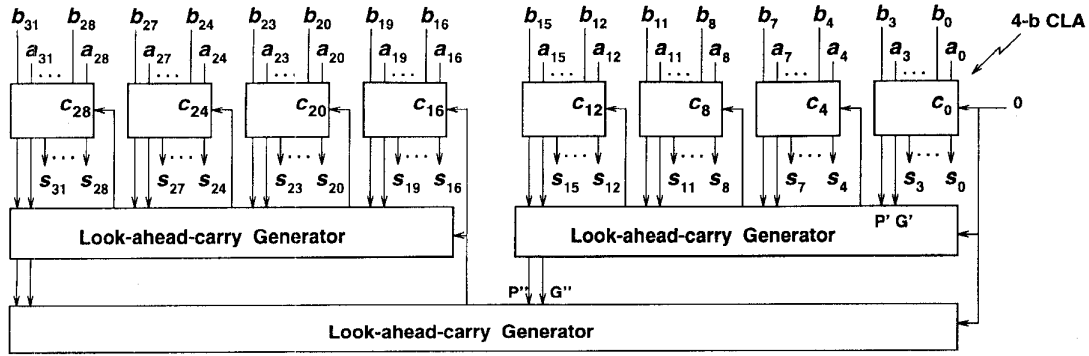 b31 b28 b27 b24 b23 b20 b19 b16 b15 b12 b11 b8 b7 b4 b3 b0 4-b CLA
a31 a28 a27 a24 a23 a20 a19 a16 a15 a12 a11 a8 a7 a4 a3 a0
... ... ... ... ... ... ... ...
c28 c24 c20 c16 c12 c8 c4 c0 0
... ... ... ... ... ... ... ...
s31 s28 s27 s24 s23 s20 s19 s16 s15 s12 s11 s8 s7 s4 s3 s0
P' G'
Look-ahead-carry Generator Look-ahead-carry Generator
P'' G''
Look-ahead-carry Generator